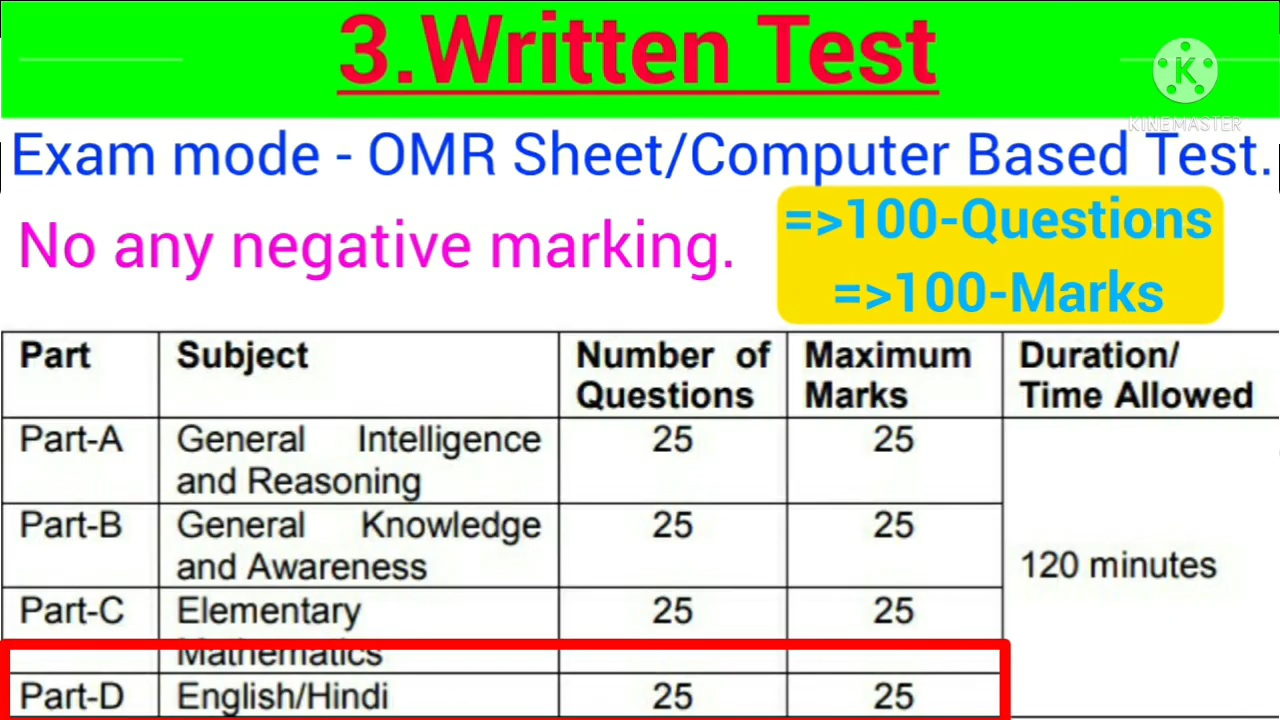 3.Written Test
K
KINEMASTER
Exam mode - OMR Sheet/Computer Based Test.
No any negative marking.
=>100-Questions
=>100-Marks
Part Subject Number of Questions Maximum Marks Duration/ Time Allowed
Part-A General Intelligence and Reasoning 25 25 120 minutes
Part-B General Knowledge and Awareness 25 25
Part-C Elementary Mathematics 25 25
Part-D English/Hindi 25 25